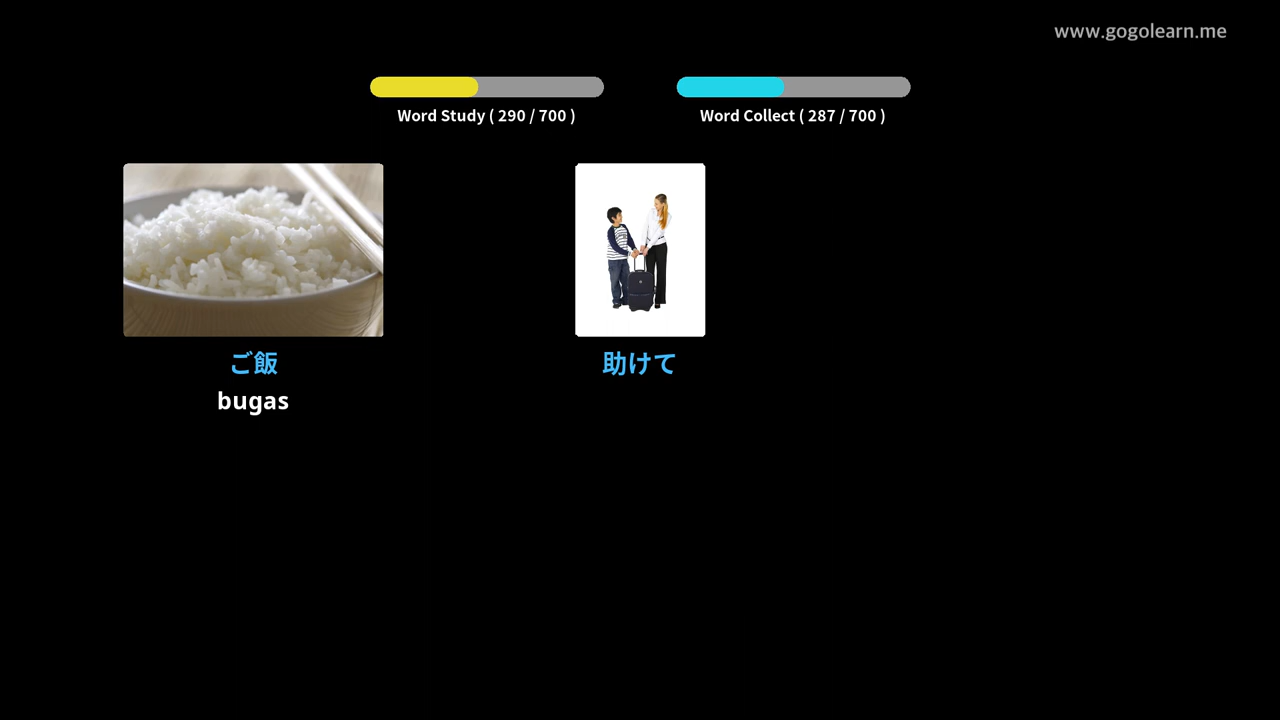 www.gogolearn.me
Word Study ( 290 / 700 )
Word Collect ( 287 / 700 )
ご飯
bugas
助けて